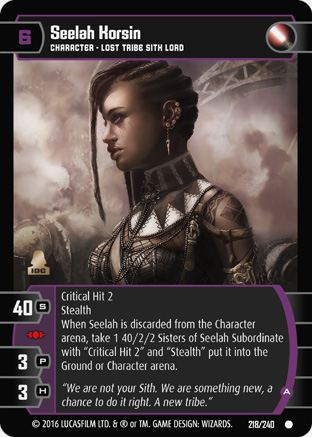 6
Seelah Korsin
CHARACTER - LOST TRIBE SITH LORD
IDC
40 S
3 P
3 H
Critical Hit 2
Stealth
When Seelah is discarded from the Character
arena, take 1 40/2/2 Sisters of Seelah Subordinate
with “Critical Hit 2” and “Stealth” put it into the
Ground or Character arena.
“We are not your Sith. We are something new, a
chance to do it right. A new tribe.”
A
© 2016 LUCASFILM LTD. & ® or TM. GAME DESIGN: WIZARDS.
218/240